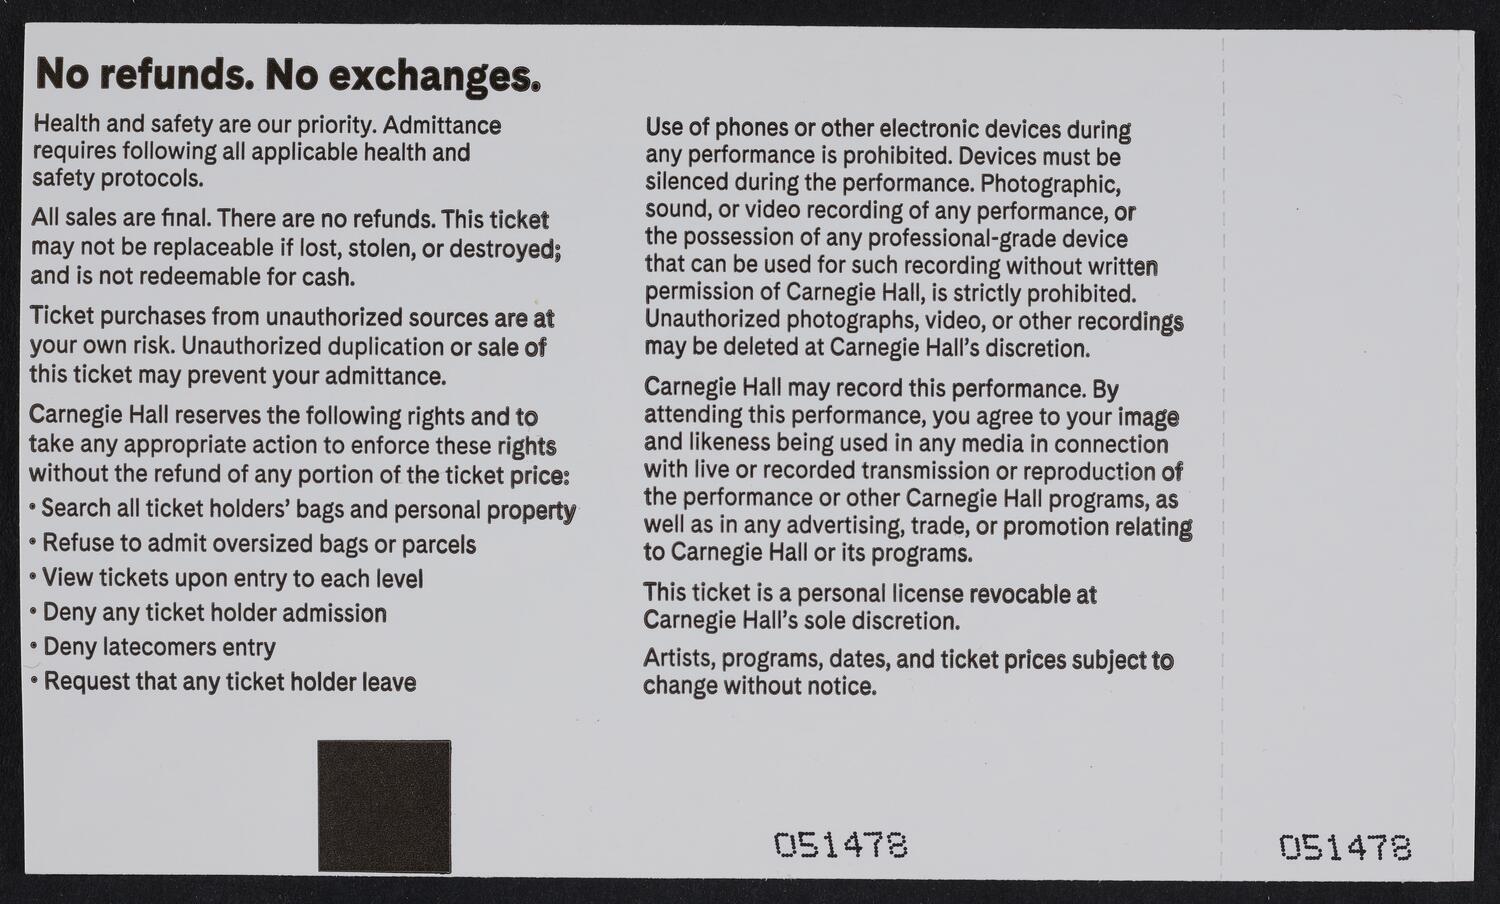 No refunds. No exchanges.
Health and safety are our priority. Admittance
requires following all applicable health and
safety protocols.
All sales are final. There are no refunds. This ticket
may not be replaceable if lost, stolen, or destroyed;
and is not redeemable for cash.
Ticket purchases from unauthorized sources are at
your own risk. Unauthorized duplication or sale of
this ticket may prevent your admittance.
Carnegie Hall reserves the following rights and to
take any appropriate action to enforce these rights
without the refund of any portion of the ticket price:
• Search all ticket holders' bags and personal property
• Refuse to admit oversized bags or parcels
• View tickets upon entry to each level
• Deny any ticket holder admission
• Deny latecomers entry
• Request that any ticket holder leave
Use of phones or other electronic devices during
any performance is prohibited. Devices must be
silenced during the performance. Photographic,
sound, or video recording of any performance, or
the possession of any professional-grade device
that can be used for such recording without written
permission of Carnegie Hall, is strictly prohibited.
Unauthorized photographs, video, or other recordings
may be deleted at Carnegie Hall's discretion.
Carnegie Hall may record this performance. By
attending this performance, you agree to your image
and likeness being used in any media in connection
with live or recorded transmission or reproduction of
the performance or other Carnegie Hall programs, as
well as in any advertising, trade, or promotion relating
to Carnegie Hall or its programs.
This ticket is a personal license revocable at
Carnegie Hall's sole discretion.
Artists, programs, dates, and ticket prices subject to
change without notice.
051478
051478